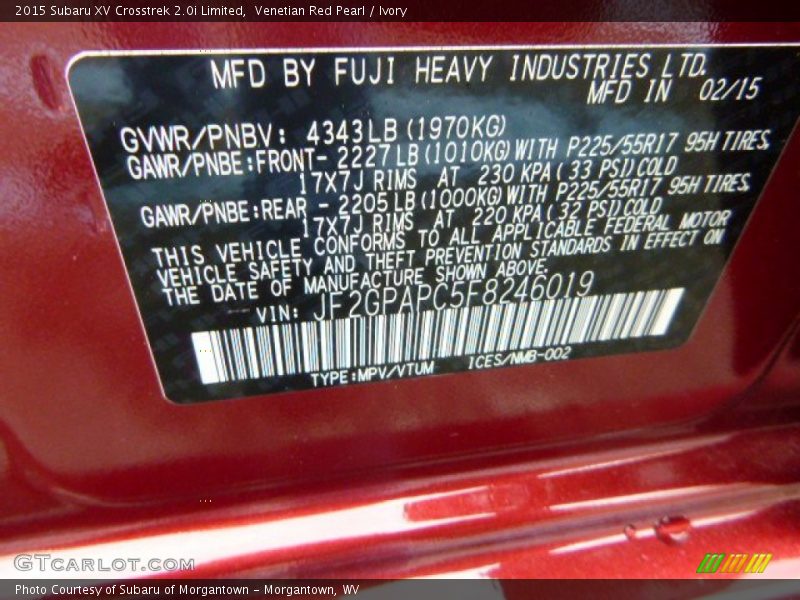 2015 Subaru XV Crosstrek 2.0i Limited,  Venetian Red Pearl / Ivory
MFD BY FUJI HEAVY INDUSTRIES LTD.
MFD IN 02/15
GVWR/PNBV: 4343LB(1970KG)
GAWR/PNBE:FRONT- 2227LB(1010KG)WITH P225/55R17 95H TIRES
17X7J RIMS AT 230 KPA( 33 PSI)COLD
GAWR/PNBE:REAR - 2205LB(1000KG)WITH P225/55R17 95H TIRES
17X7J RIMS AT 220 KPA( 32 PSI)COLD
THIS VEHICLE CONFORMS TO ALL APPLICABLE FEDERAL MOTOR
VEHICLE SAFETY AND THEFT PREVENTION STANDARDS IN EFFECT ON
THE DATE OF MANUFACTURE SHOWN ABOVE.
VIN: JF2GPAPC5F8246019
TYPE:MPV/VTUM ICES/NMB-002
GTCARLOT.COM
Photo Courtesy of Subaru of Morgantown - Morgantown, WV